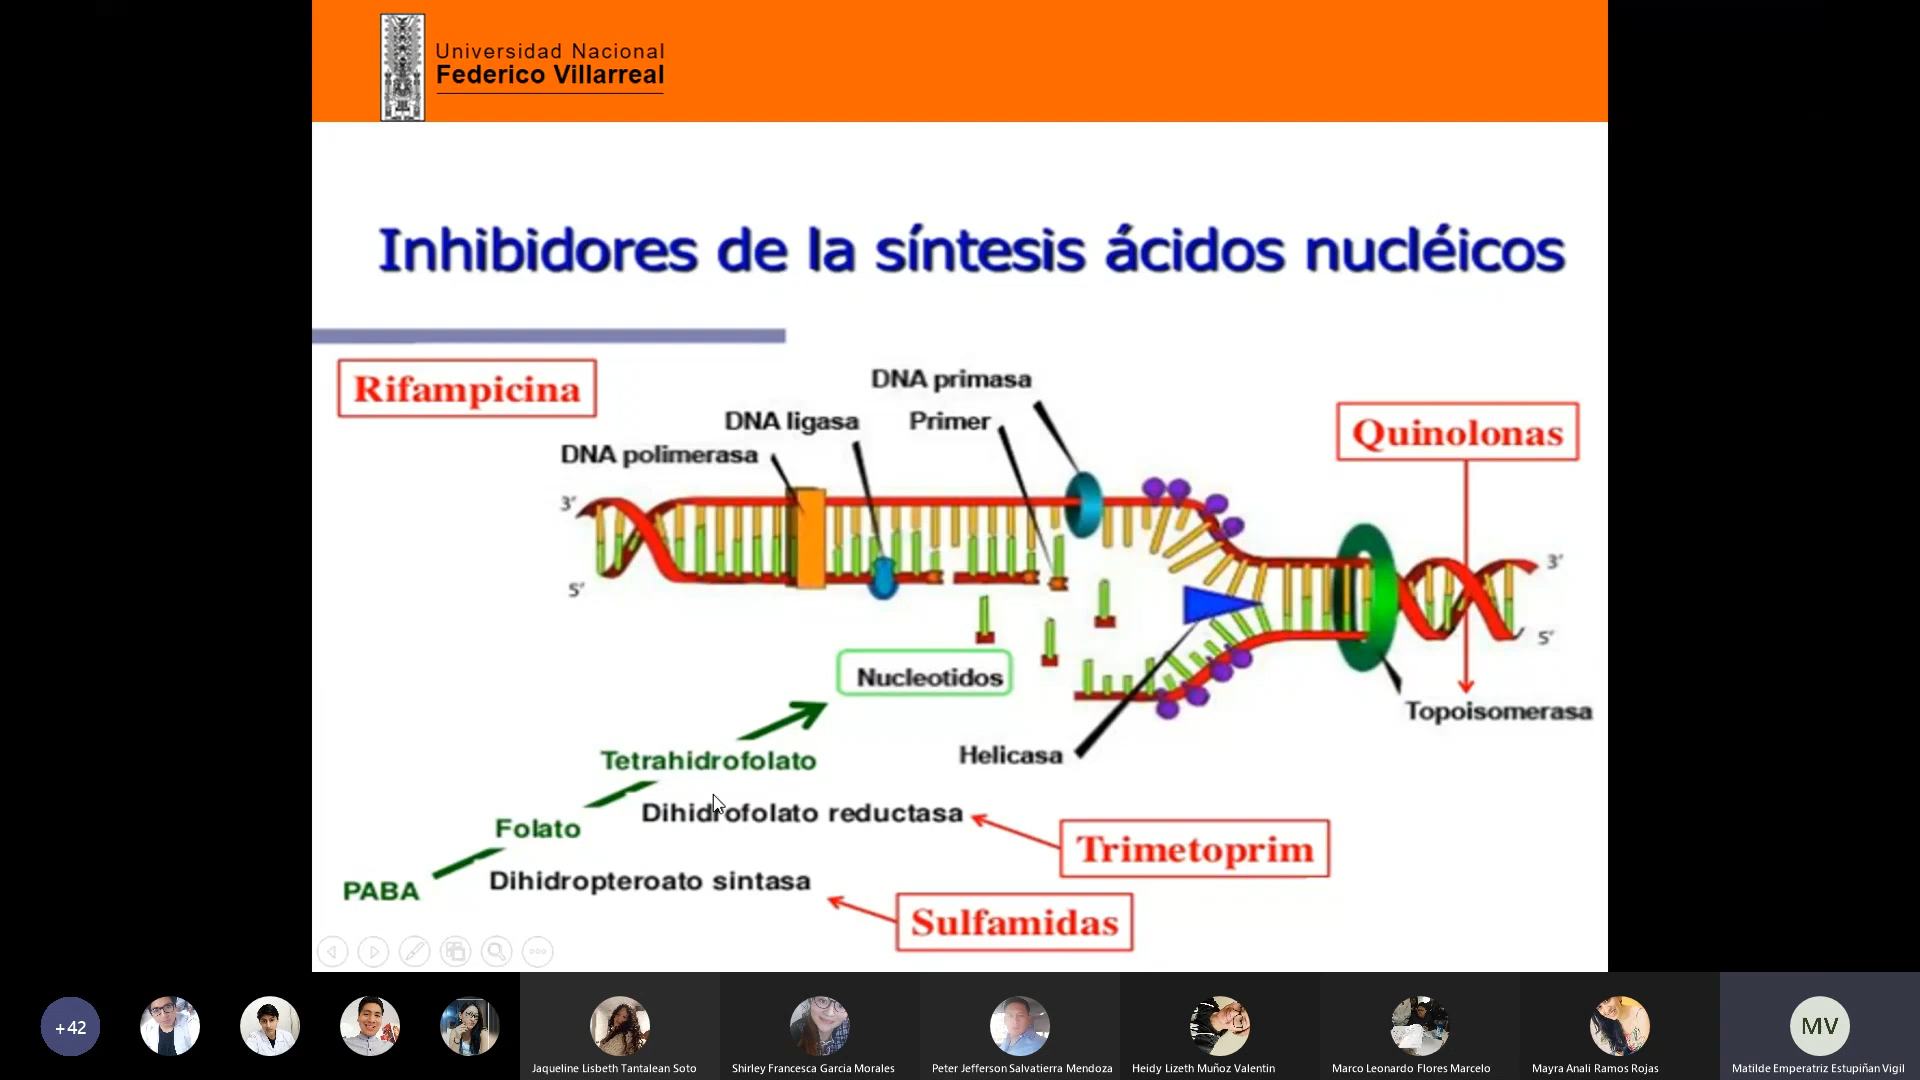 Universidad Nacional
Federico Villarreal
Inhibidores de la síntesis ácidos nucléicos
Rifampicina
DNA primasa
DNA ligasa
Primer
Quinolonas
DNA polimerasa
3´
3´
5´
5´
Nucleotidos
Topoisomerasa
Tetrahidrofolato
Helicasa
Dihidrofolato reductasa
Folato
Trimetoprim
PABA
Dihidropteroato sintasa
Sulfamidas
+42
MV
Jaqueline Lisbeth Tantalean Soto
Shirley Francesca Garcia Morales
Peter Jefferson Salvatierra Mendoza
Heidy Lizeth Muñoz Valentin
Marco Leonardo Flores Marcelo
Mayra Anali Ramos Rojas
Matilde Emperatriz Estupiñan Vigil